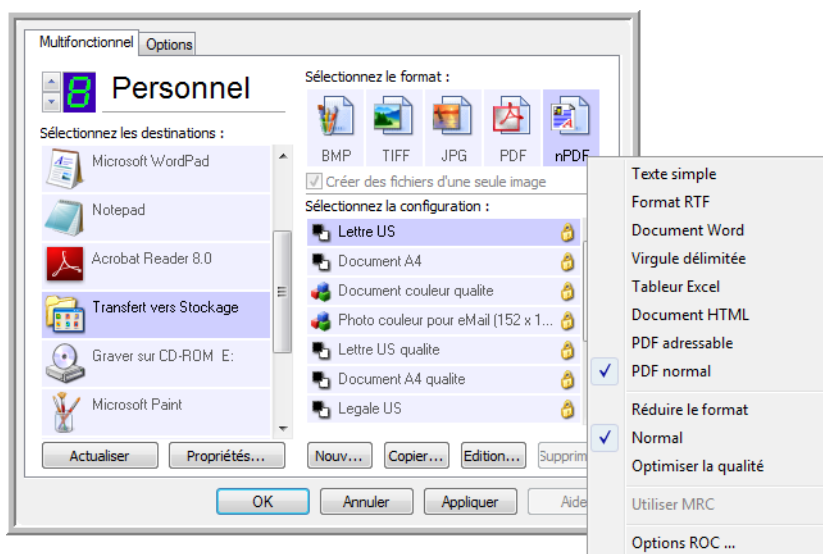 Multifonctionnel
Options
8
Personnel
Sélectionnez les destinations :
Microsoft WordPad
Notepad
Acrobat Reader 8.0
Transfert vers Stockage
Graver sur CD-ROM E:
Microsoft Paint
Actualiser
Propriétés...
Sélectionnez le format :
BMP
TIFF
JPG
PDF
nPDF
Créer des fichiers d'une seule image
Sélectionnez la configuration :
Lettre US
Document A4
Document couleur qualite
Photo couleur pour eMail (152 x 1...
Lettre US qualite
Document A4 qualite
Legale US
Nouv...
Copier...
Edition...
Supprim
OK
Annuler
Appliquer
Aide
Texte simple
Format RTF
Document Word
Virgule délimitée
Tableur Excel
Document HTML
PDF adressable
PDF normal
Réduire le format
Normal
Optimiser la qualité
Utiliser MRC
Options ROC ...